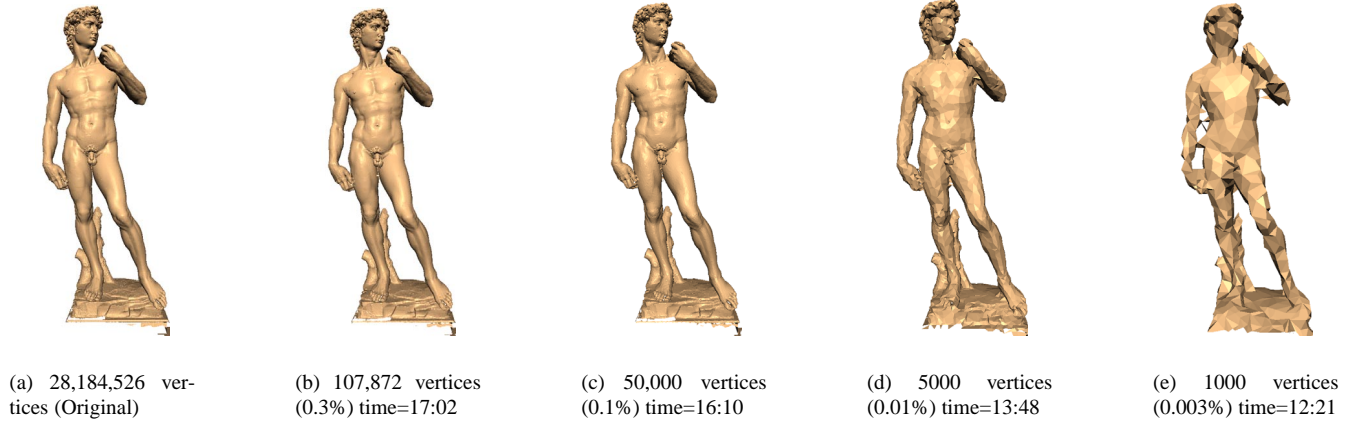 (a) 28,184,526 ver-
tices (Original)
(b) 107,872 vertices
(0.3%) time=17:02
(c) 50,000 vertices
(0.1%) time=16:10
(d) 5000 vertices
(0.01%) time=13:48
(e) 1000 vertices
(0.003%) time=12:21